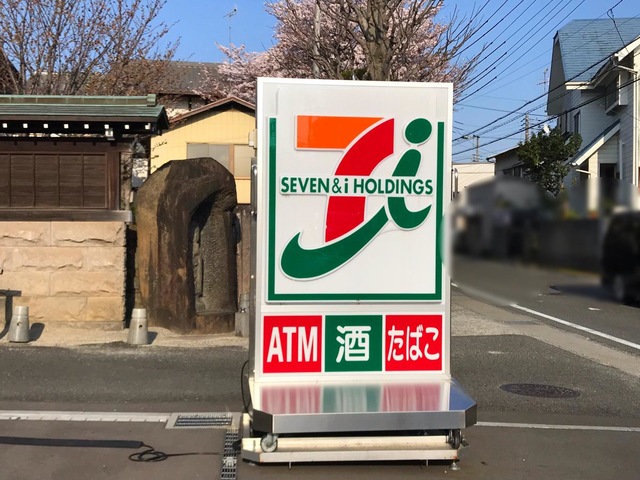 SEVEN&i HOLDINGS
ATM 酒 たばこ